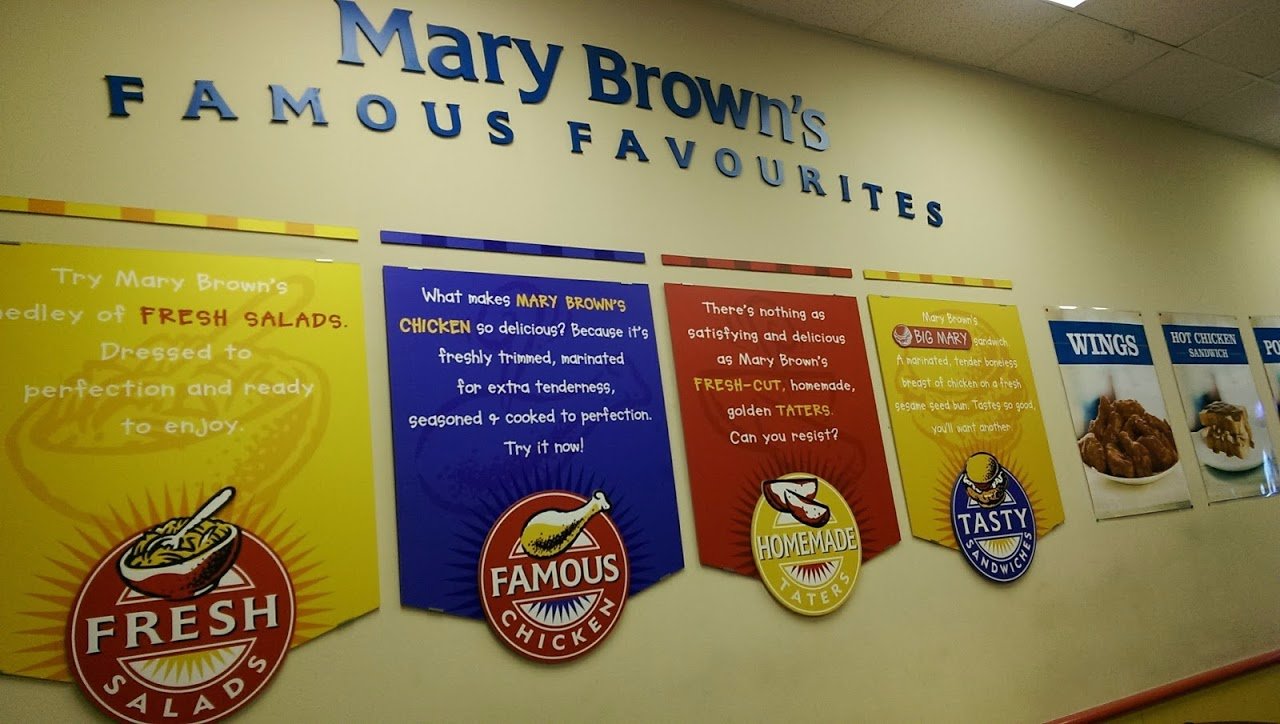 Mary Brown's
FAMOUS FAVOURITES
Try Mary Brown's
medley of FRESH SALADS.
Dressed to
perfection and ready
to enjoy.
FRESH
SALADS
What makes MARY BROWN'S
CHICKEN so delicious? Because it's
freshly trimmed, marinated
for extra tenderness,
seasoned & cooked to perfection.
Try it now!
FAMOUS
CHICKEN
There's nothing as
satisfying and delicious
as Mary Brown's
FRESH-CUT, homemade,
golden TATERS.
Can you resist?
HOMEMADE
TATERS
Mary Brown's
BIG MARY sandwich.
A marinated, tender boneless
breast of chicken on a fresh
sesame seed bun. Tastes so good,
you'll want another.
TASTY
SANDWICHES
WINGS
HOT CHICKEN
SANDWICH